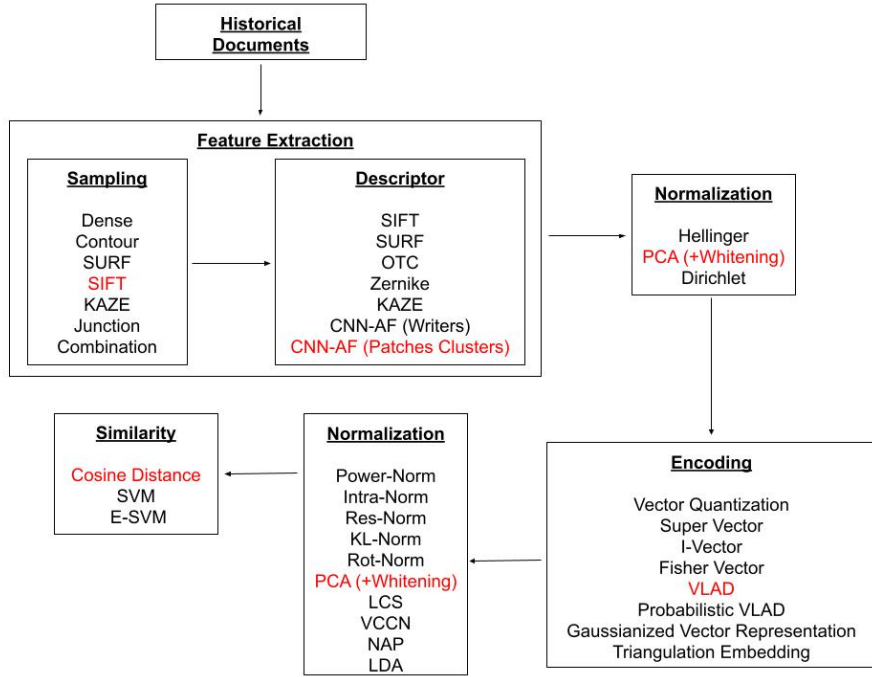 Historical
Documents
Feature Extraction
Sampling
Dense
Contour
SURF
SIFT
KAZE
Junction
Combination
Descriptor
SIFT
SURF
OTC
Zernike
KAZE
CNN-AF (Writers)
CNN-AF (Patches Clusters)
Normalization
Hellinger
PCA (+Whitening)
Dirichlet
Encoding
Vector Quantization
Super Vector
I-Vector
Fisher Vector
VLAD
Probabilistic VLAD
Gaussianized Vector Representation
Triangulation Embedding
Normalization
Power-Norm
Intra-Norm
Res-Norm
KL-Norm
Rot-Norm
PCA (+Whitening)
LCS
VCCN
NAP
LDA
Similarity
Cosine Distance
SVM
E-SVM